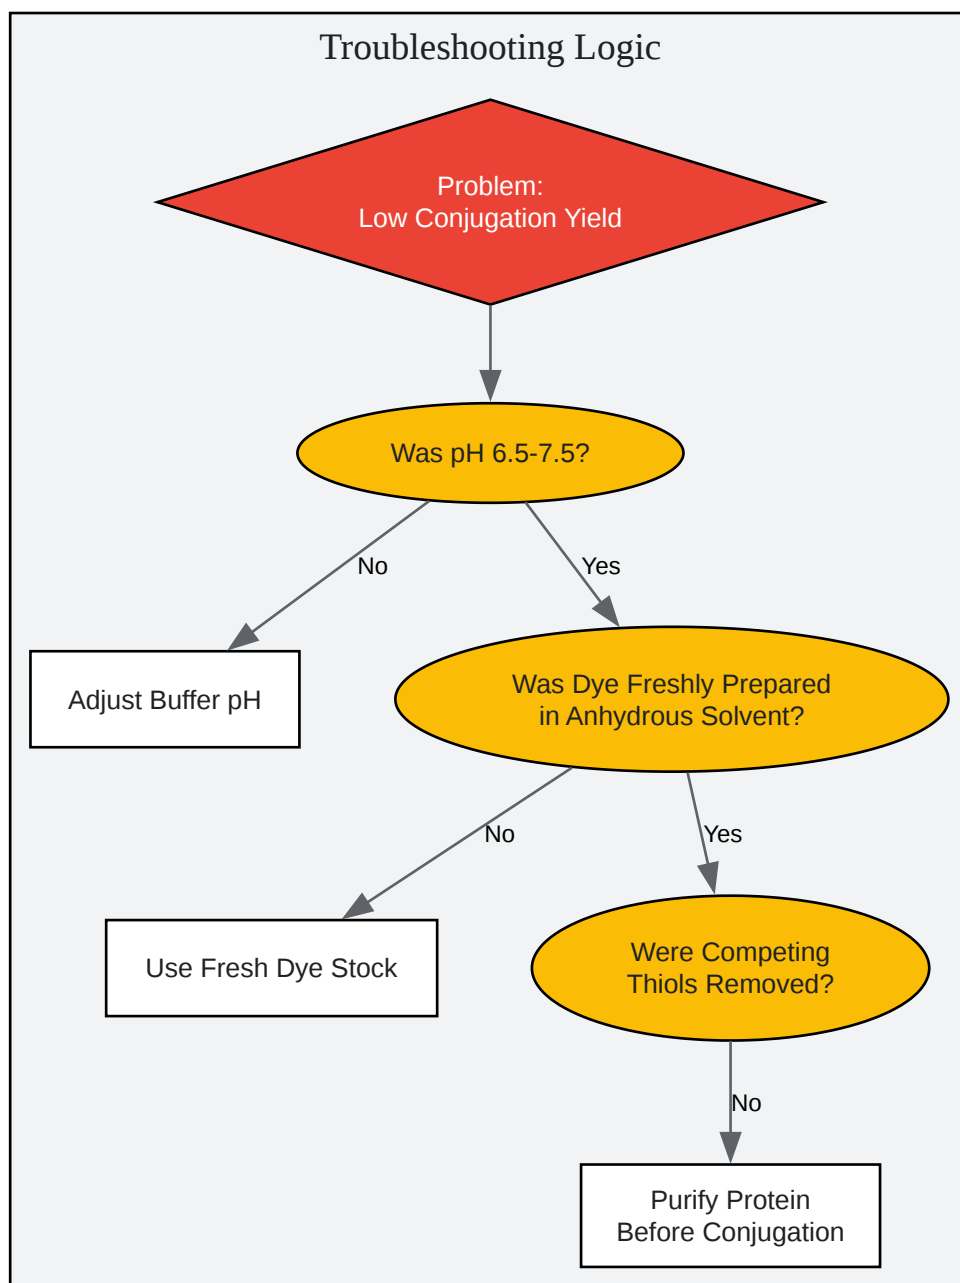 Troubleshooting Logic
Problem:
Low Conjugation Yield
Was pH 6.5-7.5?
No
Yes
Adjust Buffer pH
Was Dye Freshly Prepared
in Anhydrous Solvent?
No
Yes
Use Fresh Dye Stock
Were Competing
Thiols Removed?
No
Purify Protein
Before Conjugation